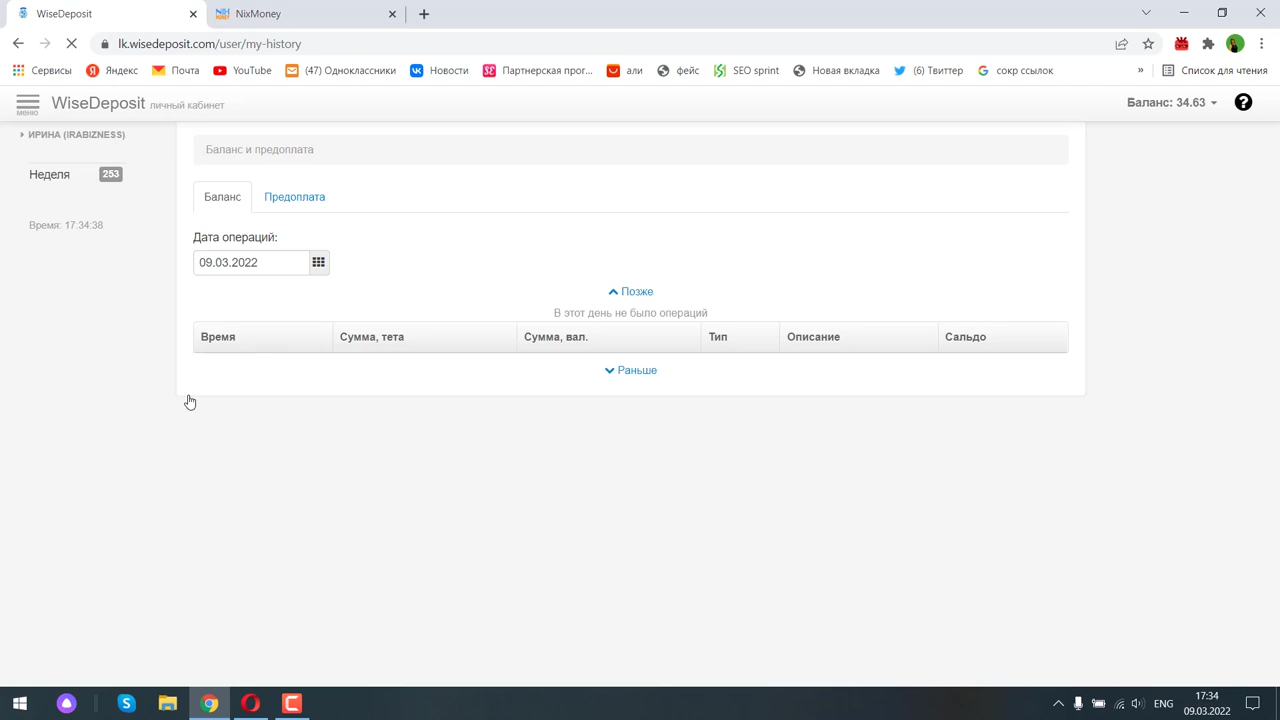 WiseDeposit
NixMoney
lk.wisedeposit.com/user/my-history
Сервисы
Яндекс
Почта
YouTube
(47) Одноклассники
Новости
Партнерская прог...
али
фейс
SEO sprint
Новая вкладка
(6) Твиттер
сокр ссылок
»
Список для чтения
меню
WiseDeposit личный кабинет
Баланс: 34.63
ИРИНА (IRABIZNESS)
Неделя 253
Время: 17:34:38
Баланс и предоплата
Баланс
Предоплата
Дата операций:
09.03.2022
Позже
В этот день не было операций
Время
Сумма, тета
Сумма, вал.
Тип
Описание
Сальдо
Раньше
ENG
17:34
09.03.2022